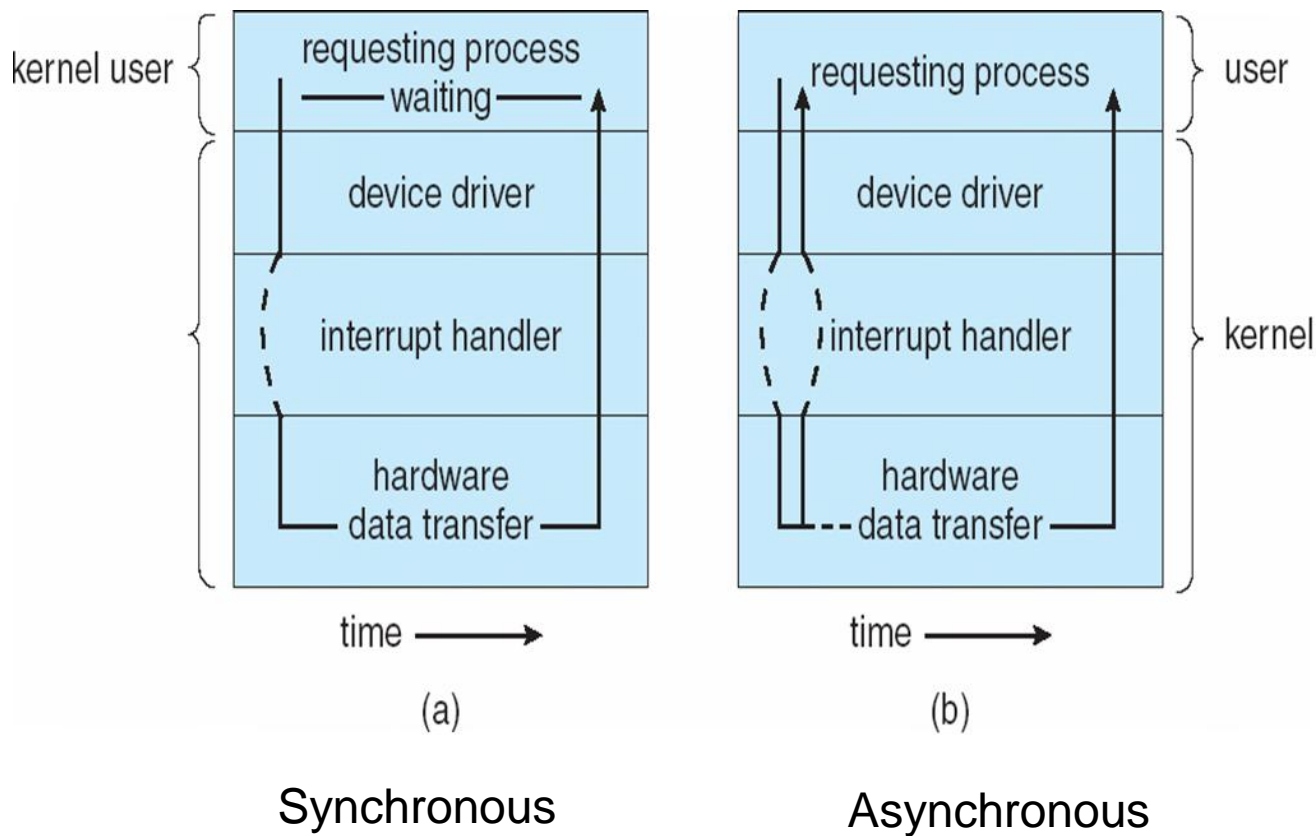 kernel user
requesting process
waiting
device driver
interrupt handler
hardware
data transfer
time
(a)
Synchronous
requesting process
user
device driver
interrupt handler
kernel
hardware
data transfer
time
(b)
Asynchronous